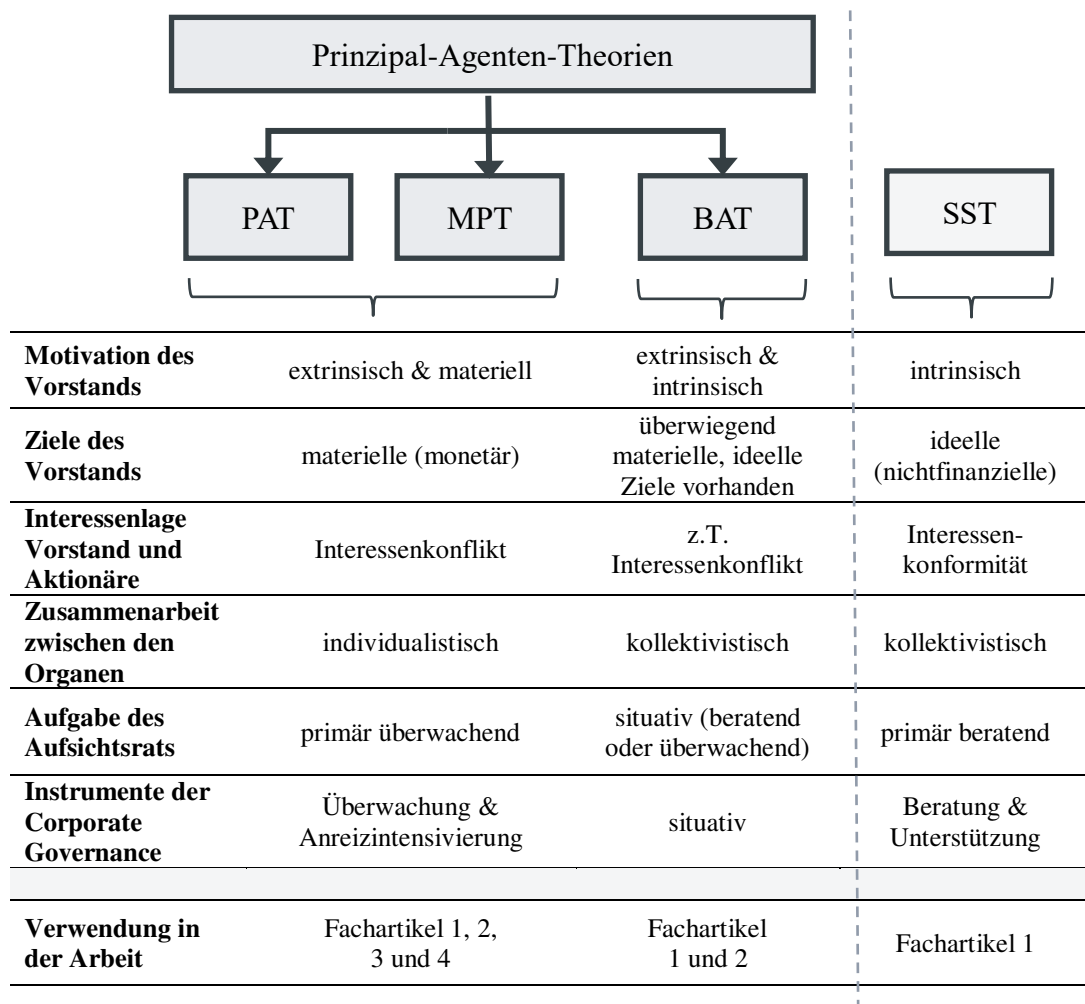 Prinzipal-Agenten-Theorien
PAT
MPT
BAT
SST
Motivation des
Vorstands
extrinsisch & materiell
extrinsisch &
intrinsisch
intrinsisch
Ziele des
Vorstands
materielle (monetär)
überwiegend
materielle, ideelle
Ziele vorhanden
ideelle
(nichtfinanzielle)
Interessenlage
Vorstand und
Aktionäre
Interessenkonflikt
z.T.
Interessenkonflikt
Interessen-
konformität
Zusammenarbeit
zwischen den
Organen
individualistisch
kollektivistisch
kollektivistisch
Aufgabe des
Aufsichtsrats
primär überwachend
situativ (beratend
oder überwachend)
primär beratend
Instrumente der
Corporate
Governance
Überwachung &
Anreizintensivierung
situativ
Beratung &
Unterstützung
Verwendung in
der Arbeit
Fachartikel 1, 2,
3 und 4
Fachartikel
1 und 2
Fachartikel 1